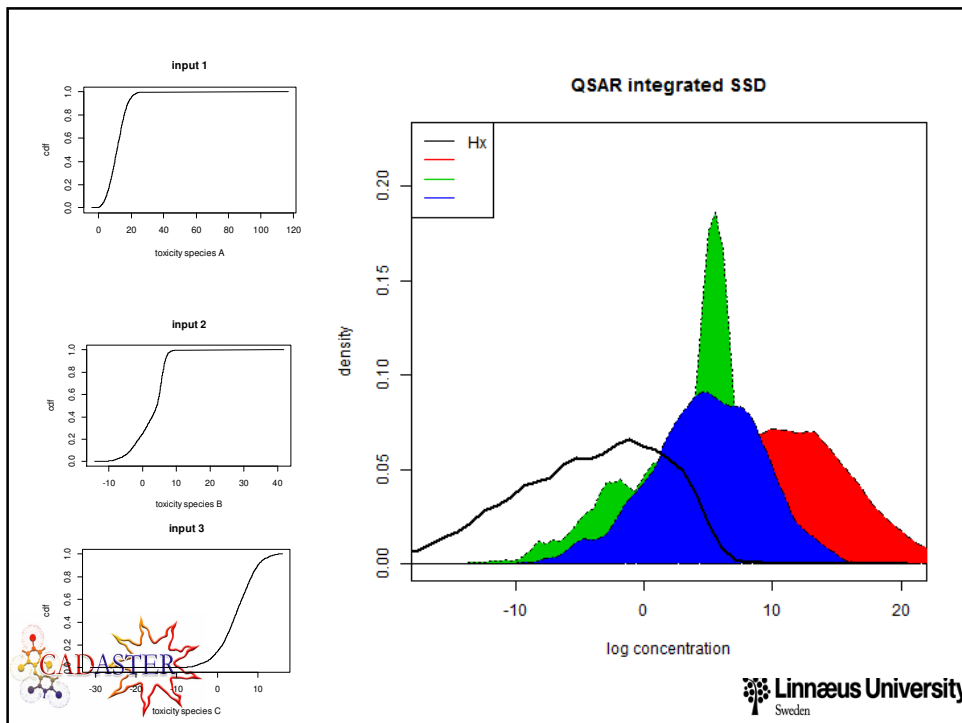 input 1
cdf
0.0 0.2 0.4 0.6 0.8 1.0
0 20 40 60 80 100 120
toxicity species A
input 2
cdf
0.0 0.2 0.4 0.6 0.8 1.0
-10 0 10 20 30 40
toxicity species B
input 3
cdf
0.0 0.2 0.4 0.6 0.8 1.0
-30 -20 -10 0 10
toxicity species C
CADASTER
QSAR integrated SSD
Hx
density
0.00 0.05 0.10 0.15 0.20
-10 0 10 20
log concentration
Linnæus University
Sweden